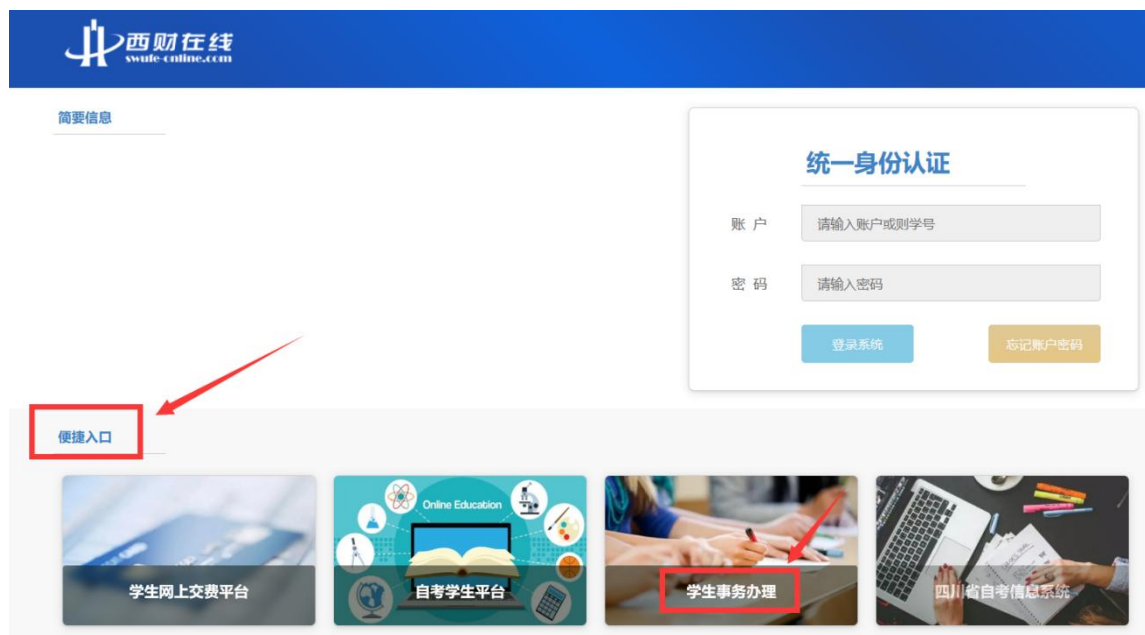 西财在线
swufe-online.com
简要信息
统一身份认证
账 户
请输入账户或则学号
密 码
请输入密码
登录系统
忘记账户密码
便捷入口
Online Education
学生网上交费平台
自考学生平台
学生事务办理
四川省自考信息系统